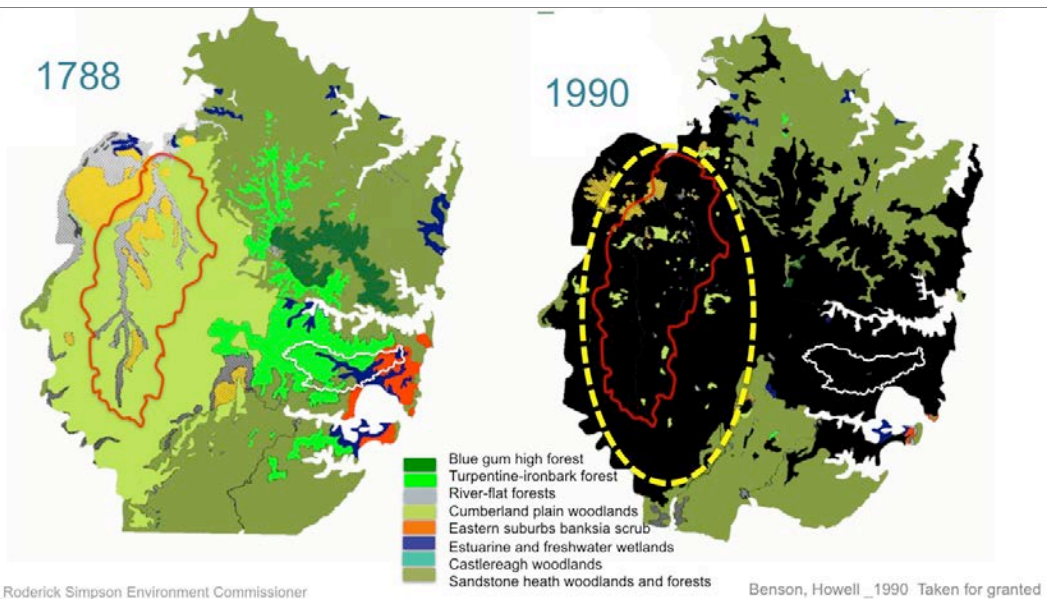 1788
1990
Blue gum high forest
Turpentine-ironbark forest
River-flat forests
Cumberland plain woodlands
Eastern suburbs banksia scrub
Estuarine and freshwater wetlands
Castlereagh woodlands
Sandstone heath woodlands and forests
Roderick Simpson Environment Commissioner
Benson, Howell _1990 Taken for granted